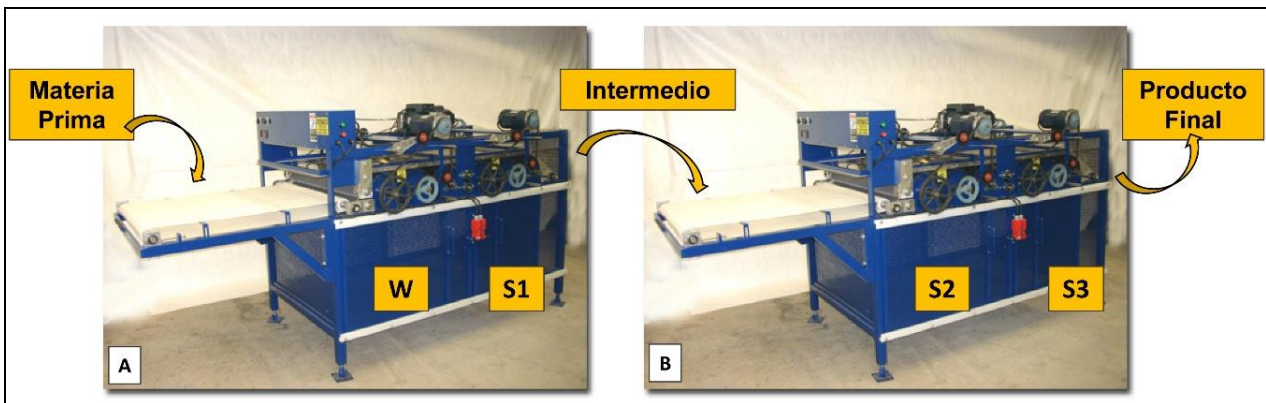 Materia
Prima
Intermedio
Producto
Final
W
S1
S2
S3
A
B